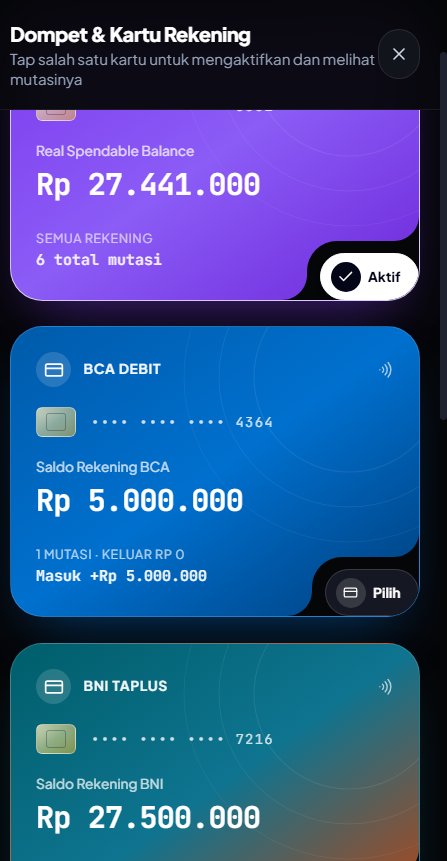 Dompet & Kartu Rekening
Tap salah satu kartu untuk mengaktifkan dan melihat
mutasinya
Real Spendable Balance
Rp 27.441.000
SEMUA REKENING
6 total mutasi
Aktif
BCA DEBIT
•••• •••• •••• 4364
Saldo Rekening BCA
Rp 5.000.000
1 MUTASI · KELUAR RP 0
Masuk +Rp 5.000.000
Pilih
BNI TAPLUS
•••• •••• •••• 7216
Saldo Rekening BNI
Rp 27.500.000